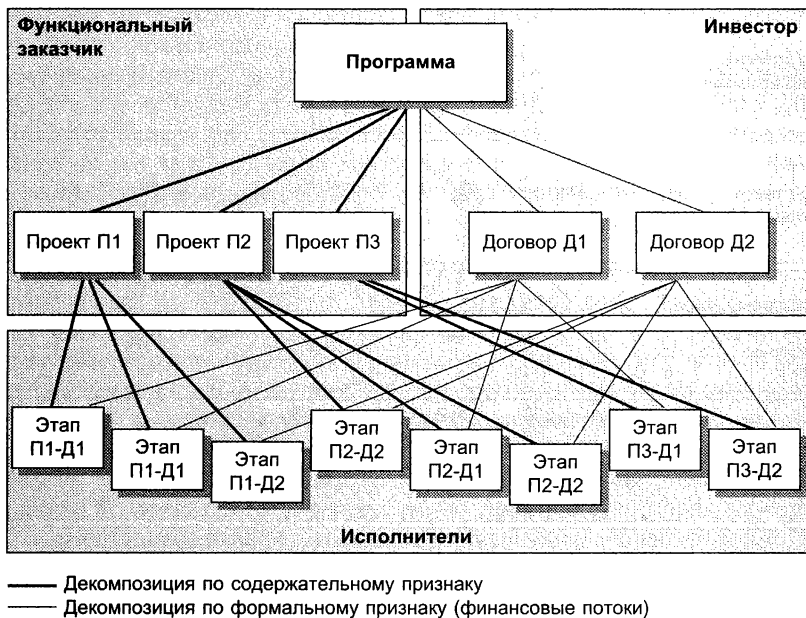 Функциональный
заказчик
Инвестор
Программа
Проект П1
Проект П2
Проект П3
Договор Д1
Договор Д2
Этап
П1-Д1
Этап
П1-Д1
Этап
П1-Д2
Этап
П2-Д2
Этап
П2-Д1
Этап
П2-Д2
Этап
П3-Д1
Этап
П3-Д2
Исполнители
Декомпозиция по содержательному признаку
Декомпозиция по формальному признаку (финансовые потоки)